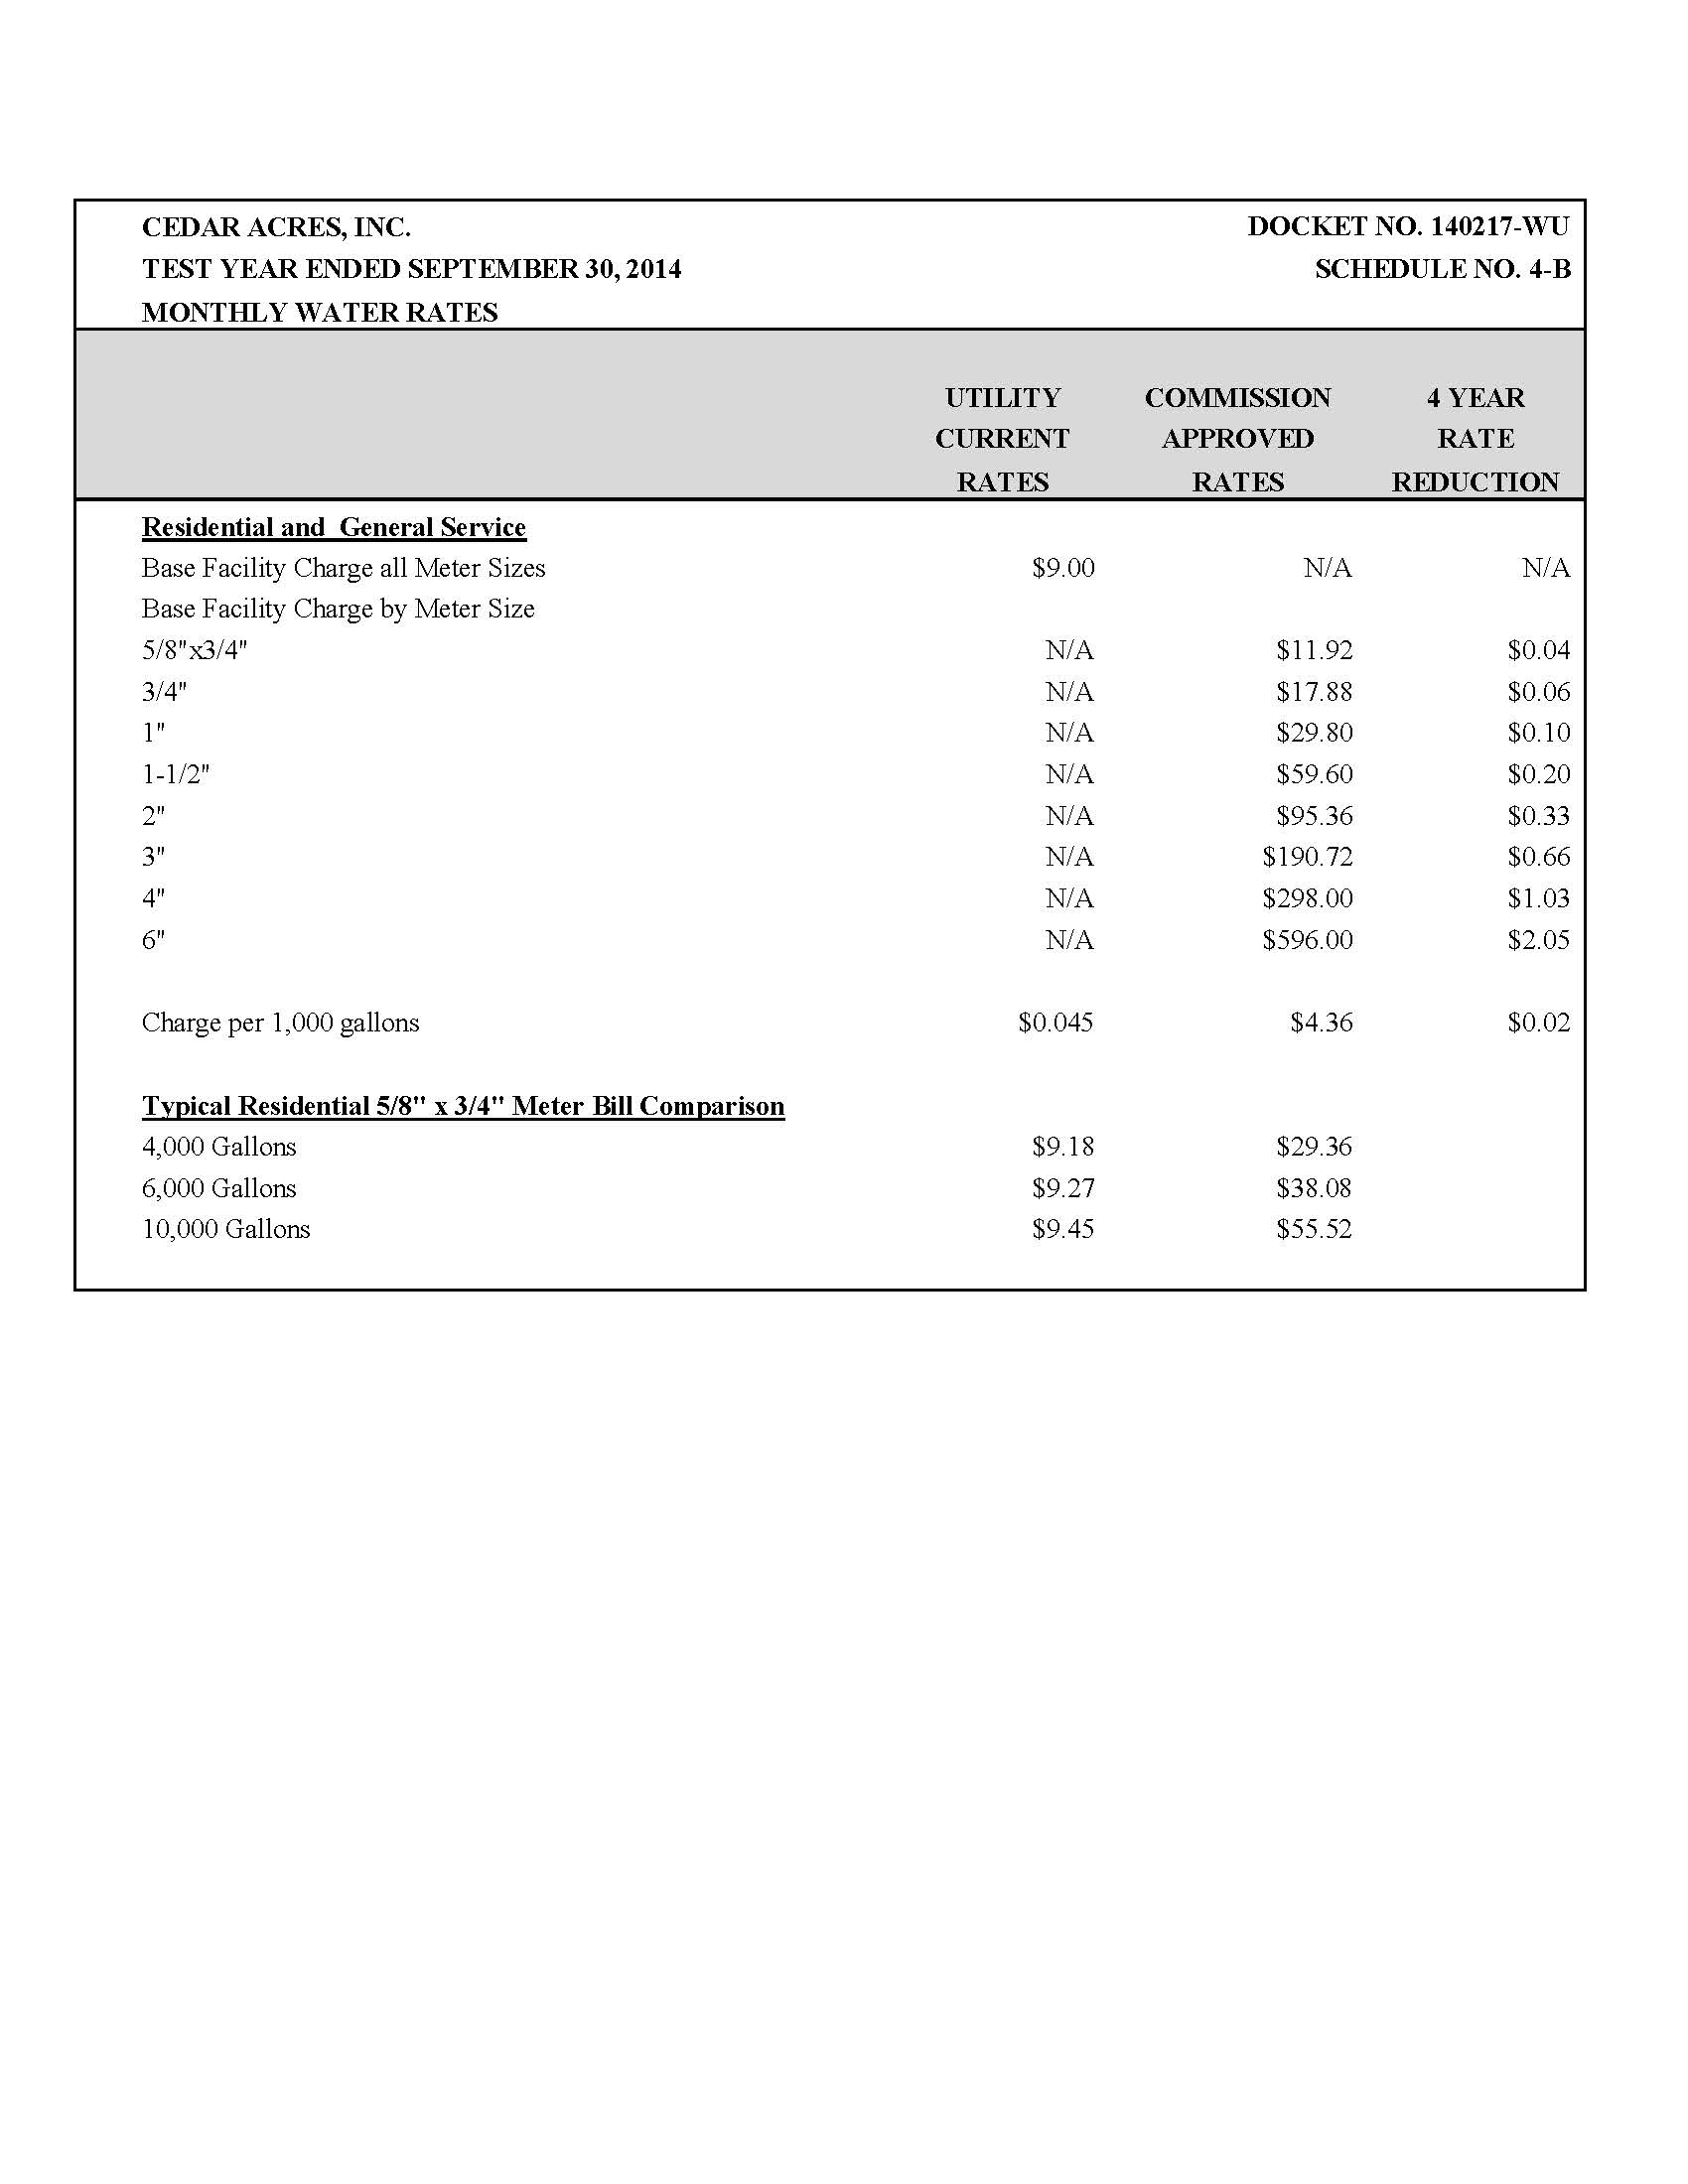 CEDAR ACRES, INC. DOCKET NO. 140217-WU
TEST YEAR ENDED SEPTEMBER 30, 2014 SCHEDULE NO. 4-B
MONTHLY WATER RATES
UTILITY COMMISSION 4 YEAR
CURRENT APPROVED RATE
RATES RATES REDUCTION
Residential and General Service
Base Facility Charge all Meter Sizes $9.00 N/A N/A
Base Facility Charge by Meter Size
5/8"x3/4" N/A $11.92 $0.04
3/4" N/A $17.88 $0.06
1" N/A $29.80 $0.10
1-1/2" N/A $59.60 $0.20
2" N/A $95.36 $0.33
3" N/A $190.72 $0.66
4" N/A $298.00 $1.03
6" N/A $596.00 $2.05
Charge per 1,000 gallons $0.045 $4.36 $0.02
Typical Residential 5/8" x 3/4" Meter Bill Comparison
4,000 Gallons $9.18 $29.36
6,000 Gallons $9.27 $38.08
10,000 Gallons $9.45 $55.52